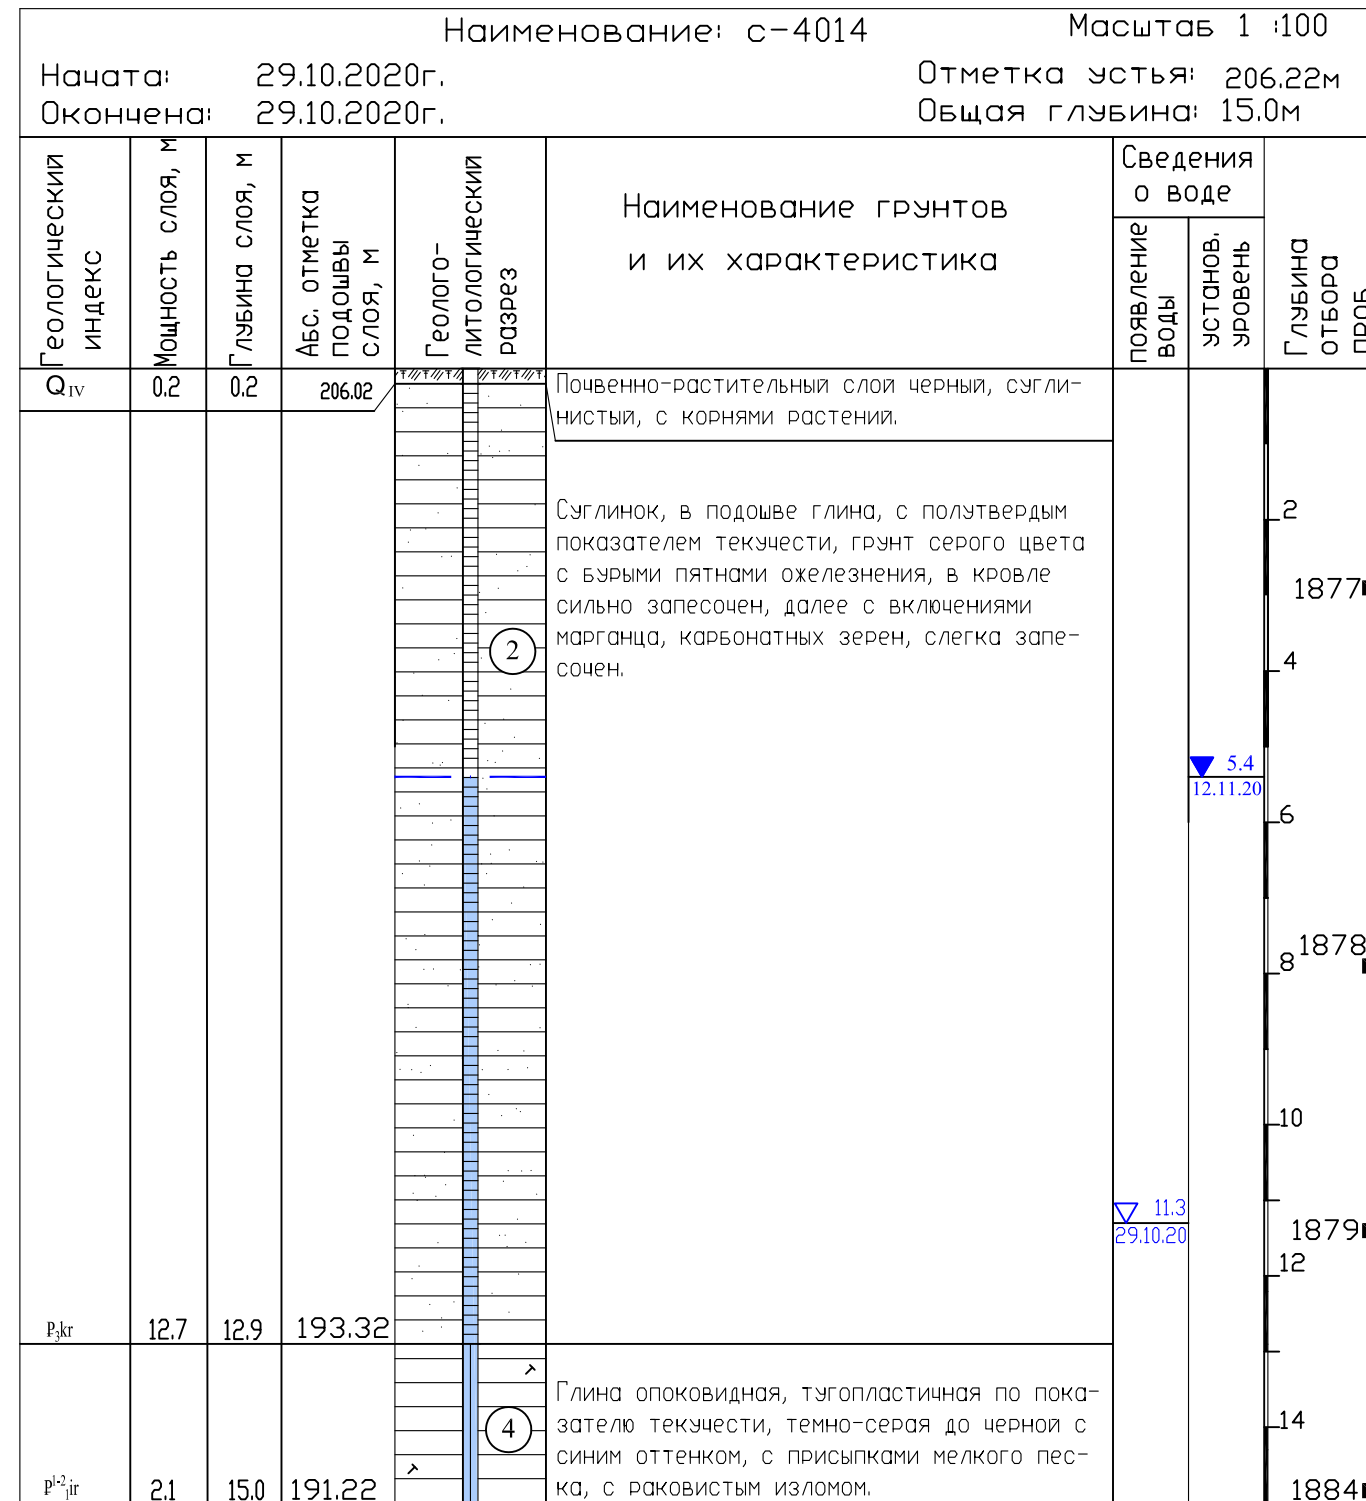 Наименование: с-4014
Масштаб 1 :100
Начата: 29.10.2020г.
Отметка устья: 206.22м
Окончена: 29.10.2020г.
Общая глубина: 15.0м
Геологический
индекс
Мощность слоя, м
Глубина слоя, м
Абс. отметка
подошвы
слоя, м
Геолого-
литологический
разрез
Наименование грунтов
и их характеристика
Сведения
о воде
появление
воды
установ.
уровень
Глубина
отбора
проб
QIV 0.2 0.2 206.02
Почвенно-растительный слой черный, сугли-
нистый, с корнями растений.
Суглинок, в подошве глина, с полутвердым
показателем текучести, грунт серого цвета
с бурыми пятнами ожелезнения, в кровле
сильно запесочен, далее с включениями
марганца, карбонатных зерен, слегка запе-
сочен.
2
2
1877
4
5.4
12.11.20
6
1878
8
10
11.3
29.10.20
1879
12
₽3kr 12.7 12.9 193.32
Глина опоковидная, тугопластичная по пока-
зателю текучести, темно-серая до черной с
синим оттенком, с присыпками мелкого пес-
ка, с раковистым изломом.
4
14
₽1-21ir 2.1 15.0 191.22
1884